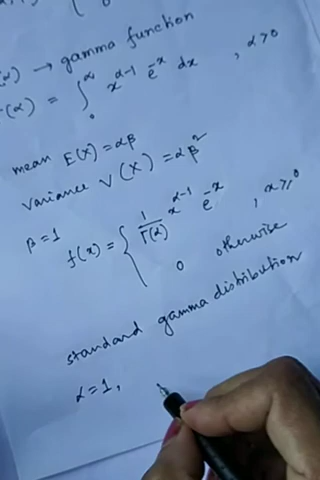 (α) → gamma function
Γ(α) = ∫₀^∞ x^(α-1) e^(-x) dx , α>0
mean E(X) = αβ
variance V(X) = αβ²
β=1
f(x) = { 1/Γ(α) x^(α-1) e^(-x) , x≥0
0 otherwise
standard gamma distribution
α=1,